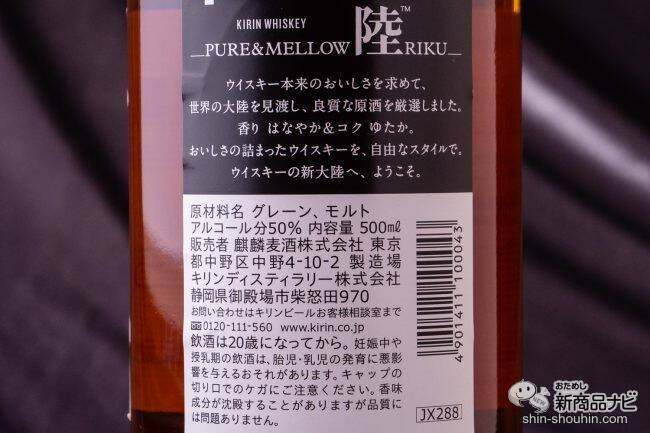 KIRIN WHISKEY
PURE&MELLOW 陸™ RIKU
ウイスキー本来のおいしさを求めて、
世界の大陸を見渡し、良質な原酒を厳選しました。
香り はなやか&コク ゆたか。
おいしさの詰まったウイスキーを、自由なスタイルで。
ウイスキーの新大陸へ、ようこそ。
原材料名 グレーン、モルト
アルコール分50% 内容量 500㎖
販売者 麒麟麦酒株式会社 東京
都中野区中野4-10-2 製造場
キリンディスティラリー株式会社
静岡県御殿場市柴怒田970
お問い合わせはキリンビールお客様相談室まで
0120-111-560 www.kirin.co.jp
飲酒は20歳になってから。妊娠中や
授乳期の飲酒は、胎児・乳児の発育に悪影
響を与えるおそれがあります。キャップの
切り口でのケガにご注意ください。香味
成分が沈殿することがありますが品質に
は問題ありません。
JX288
4 901411 100043
おためし
新商品ナビ
NEW
shin-shouhin.com